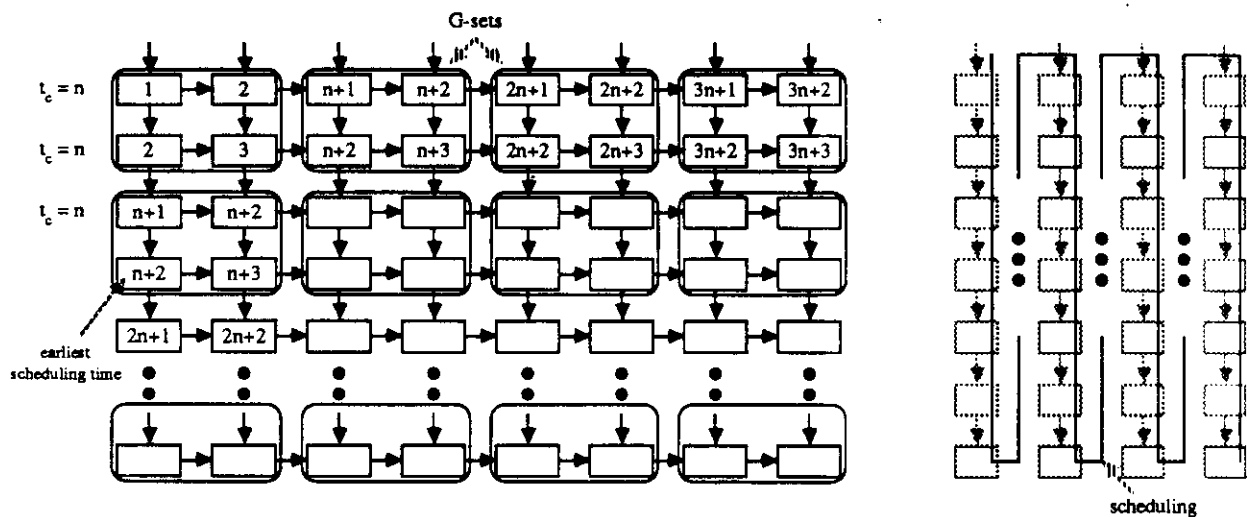 G-sets
t_c = n 1 2 n+1 n+2 2n+1 2n+2 3n+1 3n+2
t_c = n 2 3 n+2 n+3 2n+2 2n+3 3n+2 3n+3
t_c = n n+1 n+2
n+2 n+3
2n+1 2n+2
earliest
scheduling time
scheduling